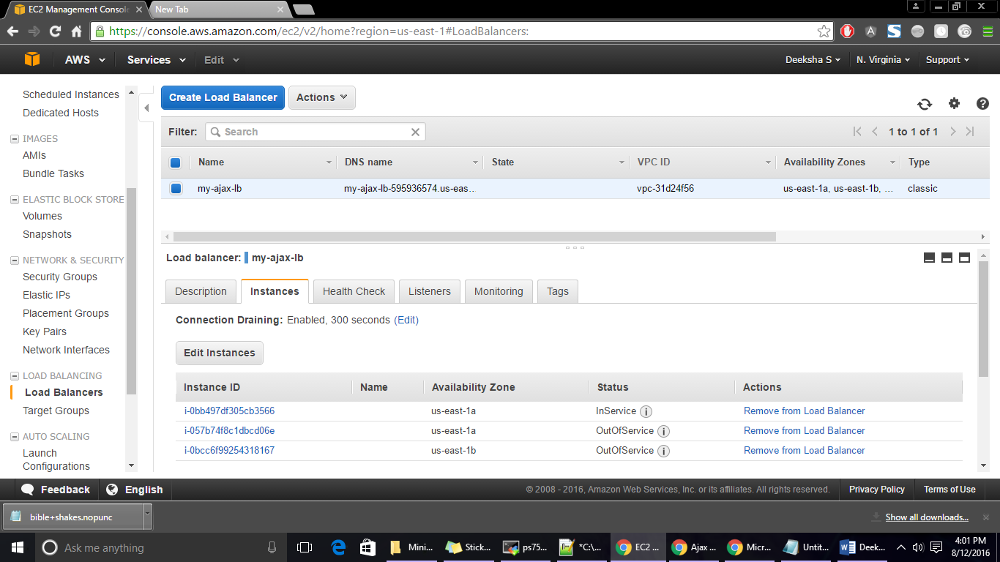 EC2 Management Consol
New Tab
https://console.aws.amazon.com/ec2/v2/home?region=us-east-1#LoadBalancers:
AWS Services Edit Deeksha S N. Virginia Support
Scheduled Instances
Dedicated Hosts
IMAGES
AMIs
Bundle Tasks
ELASTIC BLOCK STORE
Volumes
Snapshots
NETWORK & SECURITY
Security Groups
Elastic IPs
Placement Groups
Key Pairs
Network Interfaces
LOAD BALANCING
Load Balancers
Target Groups
AUTO SCALING
Launch
Configurations
Create Load Balancer Actions
Filter: Search 1 to 1 of 1
Name DNS name State VPC ID Availability Zones Type
my-ajax-lb my-ajax-lb-595936574.us-eas... vpc-31d24f56 us-east-1a, us-east-1b, ... classic
Load balancer: my-ajax-lb
Description Instances Health Check Listeners Monitoring Tags
Connection Draining: Enabled, 300 seconds (Edit)
Edit Instances
Instance ID Name Availability Zone Status Actions
i-0bb497df305cb3566 us-east-1a InService Remove from Load Balancer
i-057b74f8c1dbcd06e us-east-1a OutOfService Remove from Load Balancer
i-0bcc6f99254318167 us-east-1b OutOfService Remove from Load Balancer
Feedback English © 2008 - 2016, Amazon Web Services, Inc. or its affiliates. All rights reserved. Privacy Policy Terms of Use
bible+shakes.nopunc Show all downloads...
Ask me anything Mini... Stick... ps75... *C:\... EC2 ... Ajax ... Micr... Untit... Deek... 4:01 PM
8/12/2016